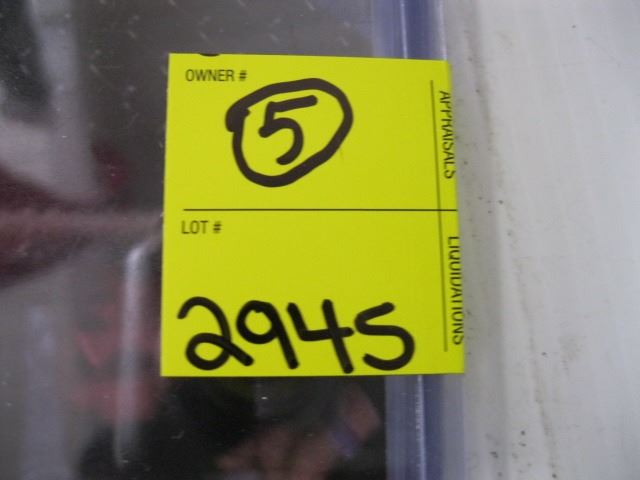 OWNER #
5
LOT #
2945
APPRAISALS LIQUIDATIONS